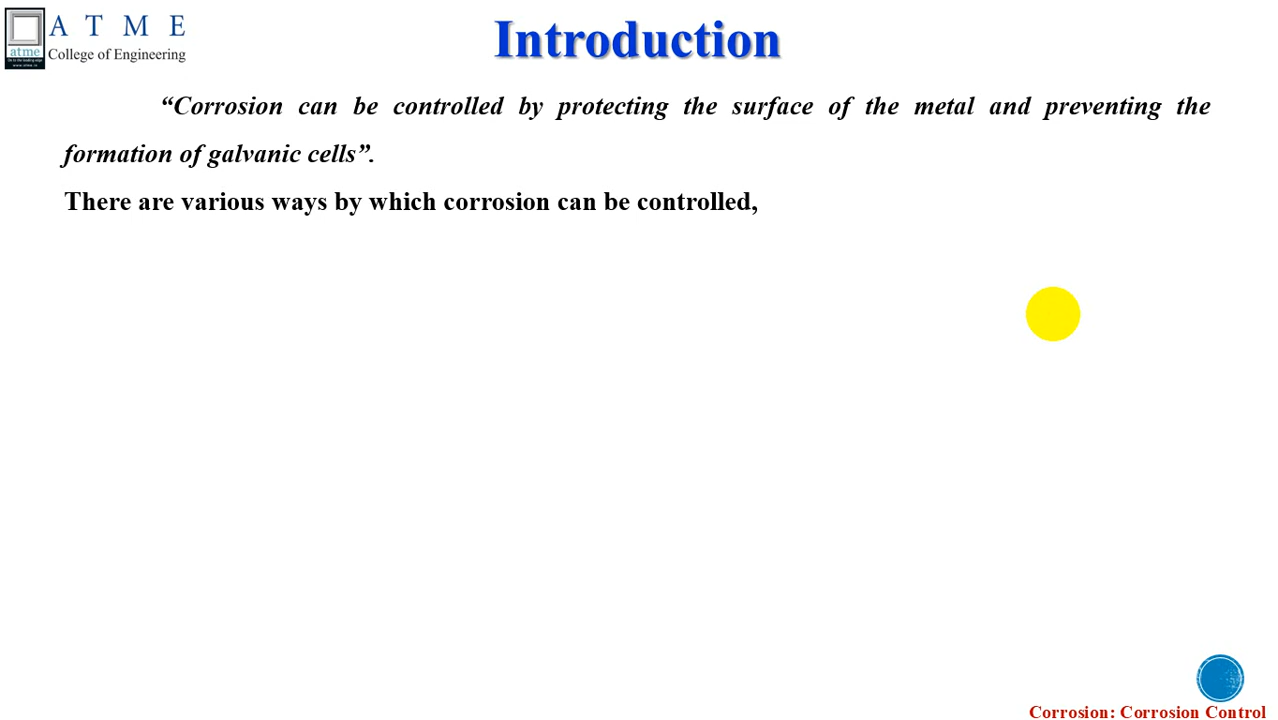 A T M E
College of Engineering
atme
Introduction
“Corrosion can be controlled by protecting the surface of the metal and preventing the
formation of galvanic cells”.
There are various ways by which corrosion can be controlled,
Corrosion: Corrosion Control